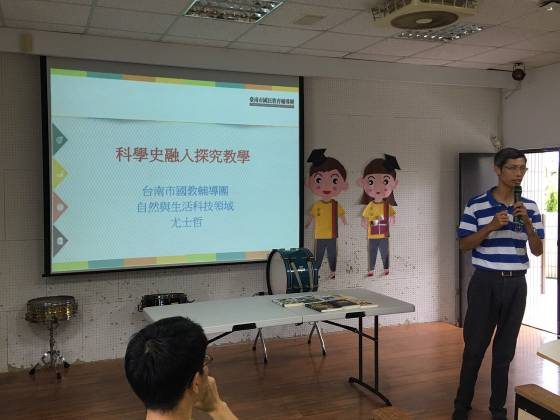 臺南市國民教育輔導團
科學史融入探究教學
台南市國教輔導團
自然與生活科技領域
尤士哲